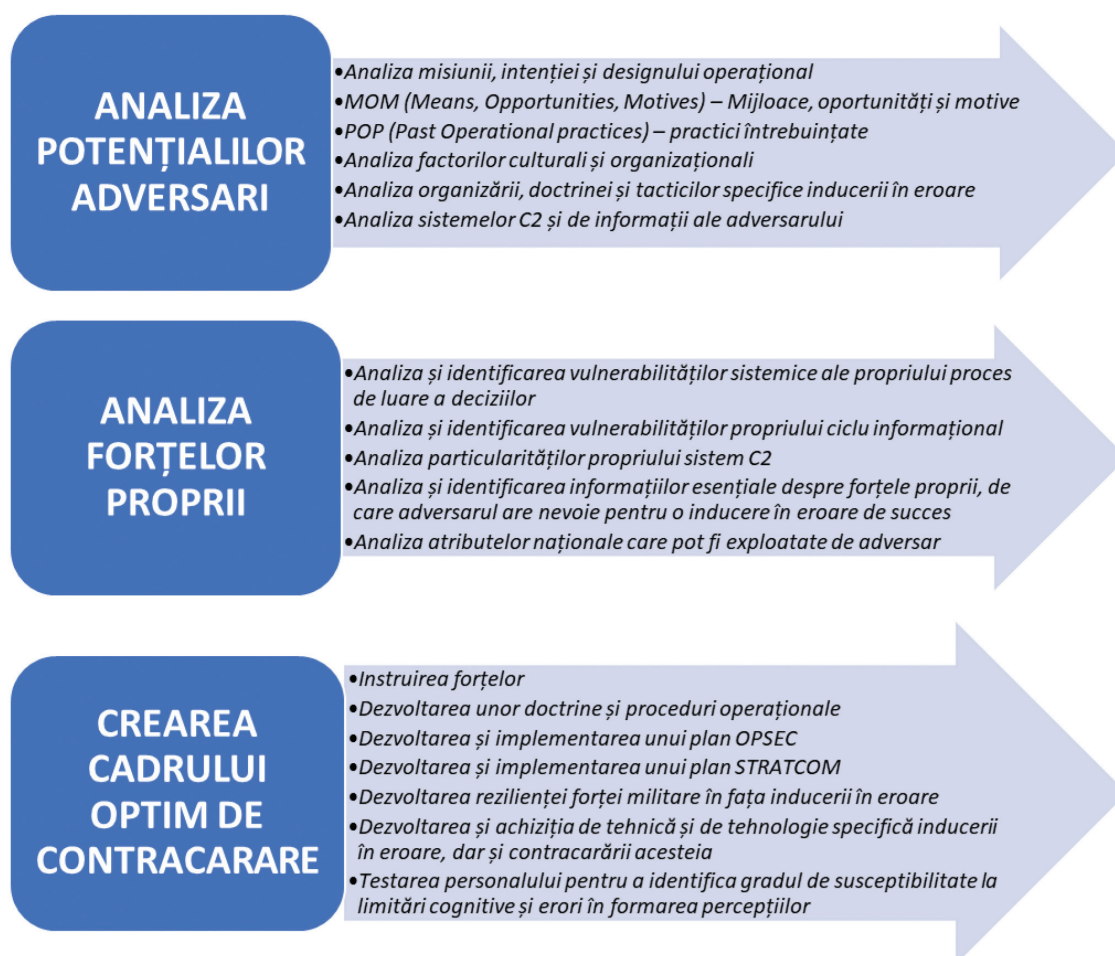 ANALIZA
POTENȚIALILOR
ADVERSARI
•Analiza misiunii, intenției și designului operațional
•MOM (Means, Opportunities, Motives) – Mijloace, oportunități și motive
•POP (Past Operational practices) – practici întrebuințate
•Analiza factorilor culturali și organizaționali
•Analiza organizării, doctrinei și tacticilor specifice inducerii în eroare
•Analiza sistemelor C2 și de informații ale adversarului
ANALIZA
FORȚELOR
PROPRII
•Analiza și identificarea vulnerabilităților sistemice ale propriului proces
de luare a deciziilor
•Analiza și identificarea vulnerabilităților propriului ciclu informațional
•Analiza particularităților propriului sistem C2
•Analiza și identificarea informațiilor esențiale despre forțele proprii, de
care adversarul are nevoie pentru o inducere în eroare de succes
•Analiza atributelor naționale care pot fi exploatate de adversar
CREAREA
CADRULUI
OPTIM DE
CONTRACARARE
•Instruirea forțelor
•Dezvoltarea unor doctrine și proceduri operaționale
•Dezvoltarea și implementarea unui plan OPSEC
•Dezvoltarea și implementarea unui plan STRATCOM
•Dezvoltarea rezilienței forței militare în fața inducerii în eroare
•Dezvoltarea și achiziția de tehnică și de tehnologie specifică inducerii
în eroare, dar și contracarării acesteia
•Testarea personalului pentru a identifica gradul de susceptibilitate la
limitări cognitive și erori în formarea percepțiilor